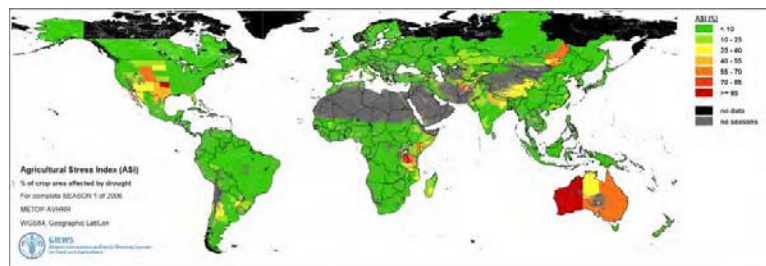 ASI (%)
< 10
10 - 25
25 - 40
40 - 55
55 - 70
70 - 85
>= 85
no data
no seasons
Agricultural Stress Index (ASI)
% of crop area affected by drought
For complete SEASON 1 of 2006
METOP-AVHRR
WGS84, Geographic Lat/Lon
GIEWS